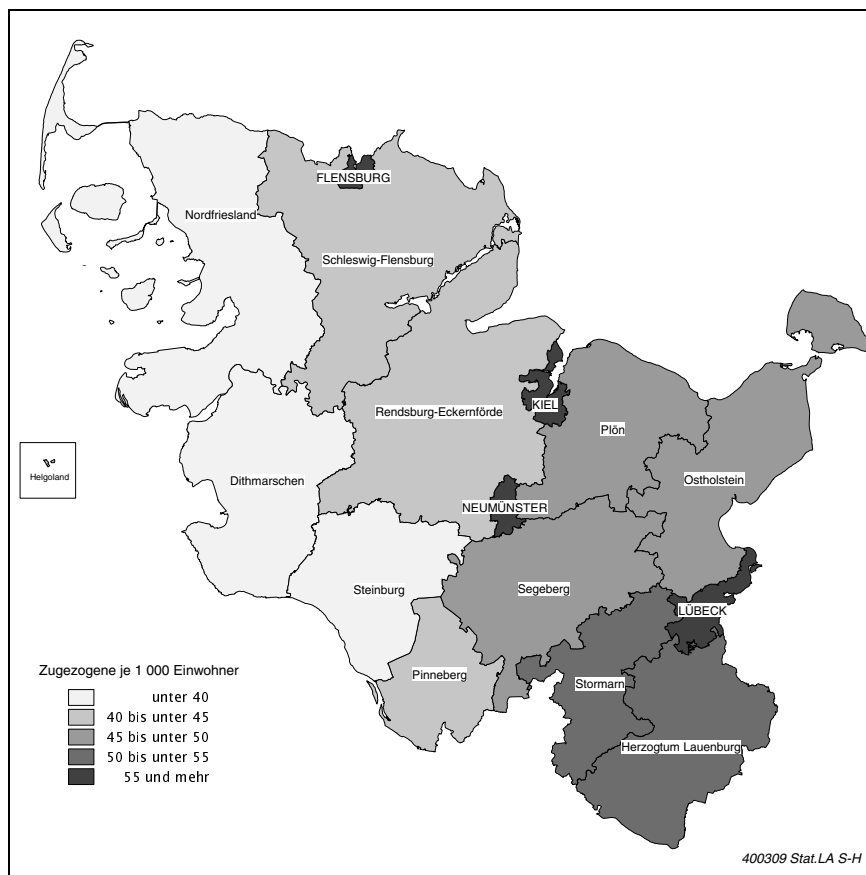 FLENSBURG
Nordfriesland
Schleswig-Flensburg
Rendsburg-Eckernförde
KIEL
Plön
Helgoland
Dithmarschen
Ostholstein
NEUMÜNSTER
Steinburg
Segeberg
LÜBECK
Pinneberg
Stormarn
Herzogtum Lauenburg
Zugezogene je 1 000 Einwohner
unter 40
40 bis unter 45
45 bis unter 50
50 bis unter 55
55 und mehr
400309 Stat.LA S-H